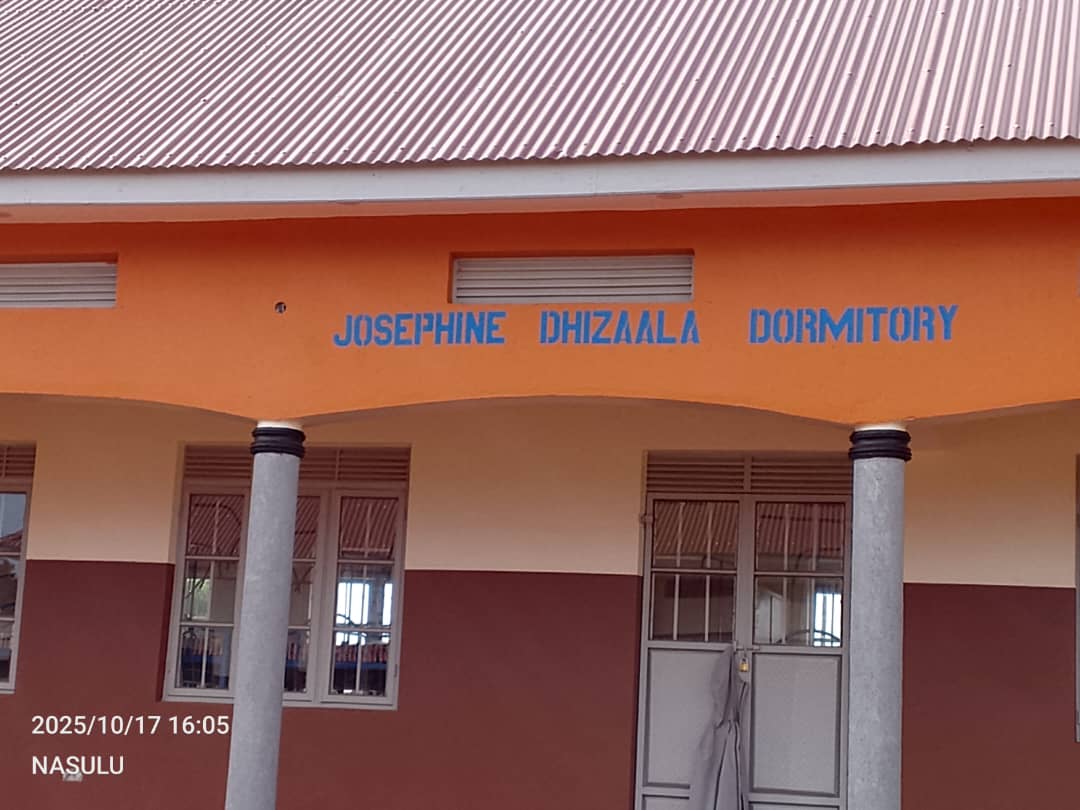 JOSEPHINE DHIZAALA DORMITORY
2025/10/17 16:05
NASULU